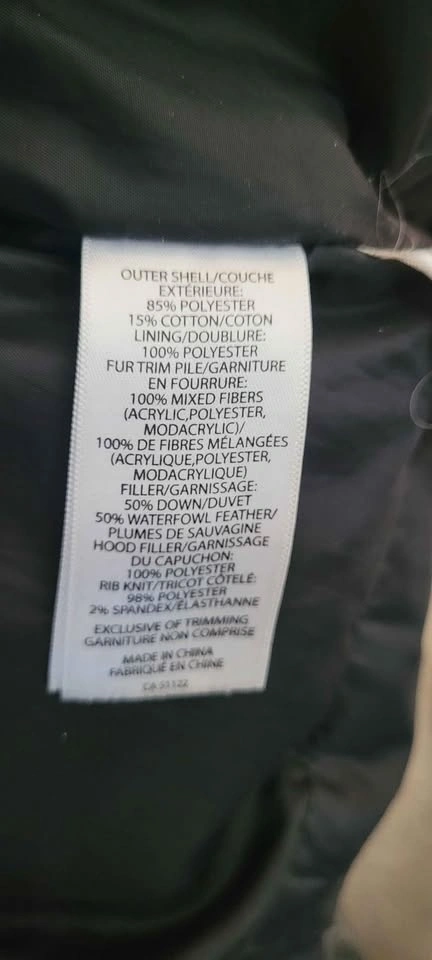 OUTER SHELL/COUCHE
EXTÉRIEURE:
85% POLYESTER
15% COTTON/COTON
LINING/DOUBLURE:
100% POLYESTER
FUR TRIM PILE/GARNITURE
EN FOURRURE:
100% MIXED FIBERS
(ACRYLIC,POLYESTER,
MODACRYLIC)/
100% DE FIBRES MÉLANGÉES
(ACRYLIQUE,POLYESTER,
MODACRYLIQUE)
FILLER/GARNISSAGE:
50% DOWN/DUVET
50% WATERFOWL FEATHER/
PLUMES DE SAUVAGINE
HOOD FILLER/GARNISSAGE
DU CAPUCHON:
100% POLYESTER
RIB KNIT/TRICOT CÔTELÉ:
98% POLYESTER
2% SPANDEX/ÉLASTHANNE
EXCLUSIVE OF TRIMMING
GARNITURE NON COMPRISE
MADE IN CHINA
FABRIQUÉ EN CHINE
CA 51122